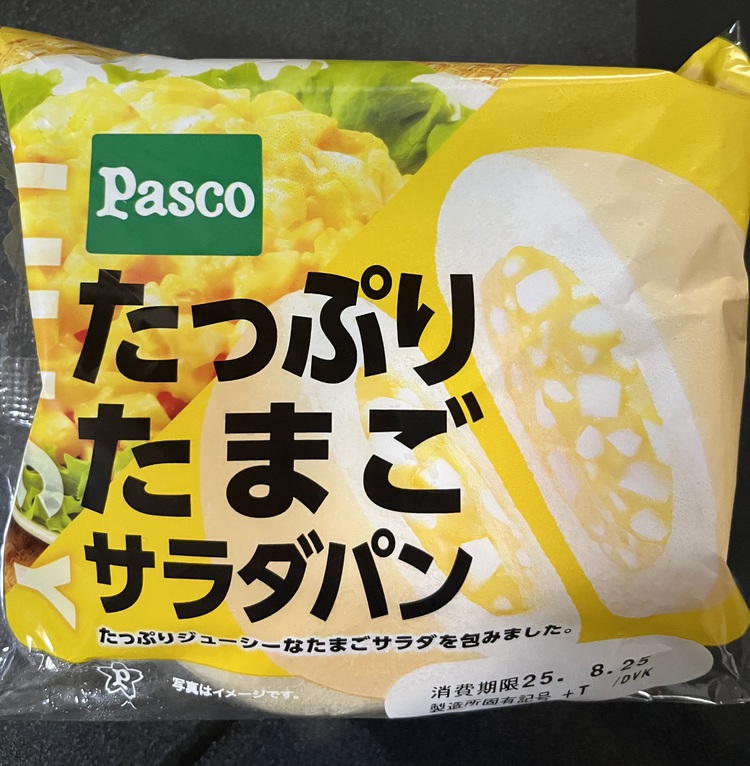 Pasco
たっぷり
たまご
サラダパン
たっぷりジューシーなたまごサラダを包みました。
写真はイメージです。
消費期限25. 8.25
製造所固有記号 +T /DVK